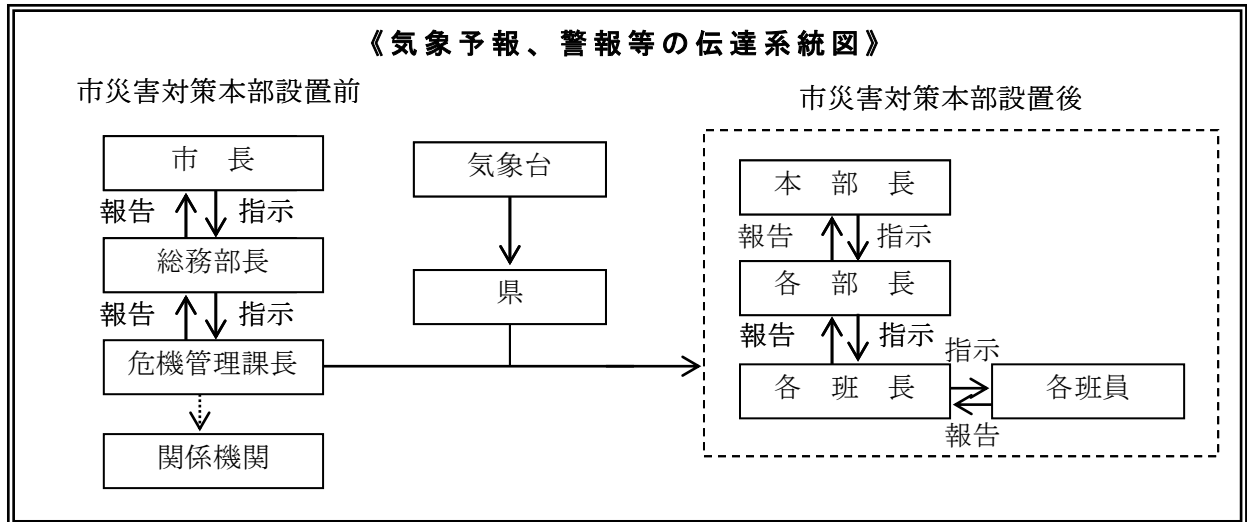 《気象予報、警報等の伝達系統図》
市災害対策本部設置前
市　長
報告
指示
総務部長
報告
指示
危機管理課長
関係機関
気象台
県
市災害対策本部設置後
本　部　長
報告
指示
各　部　長
報告
指示
各　班　長
指示
報告
各班員